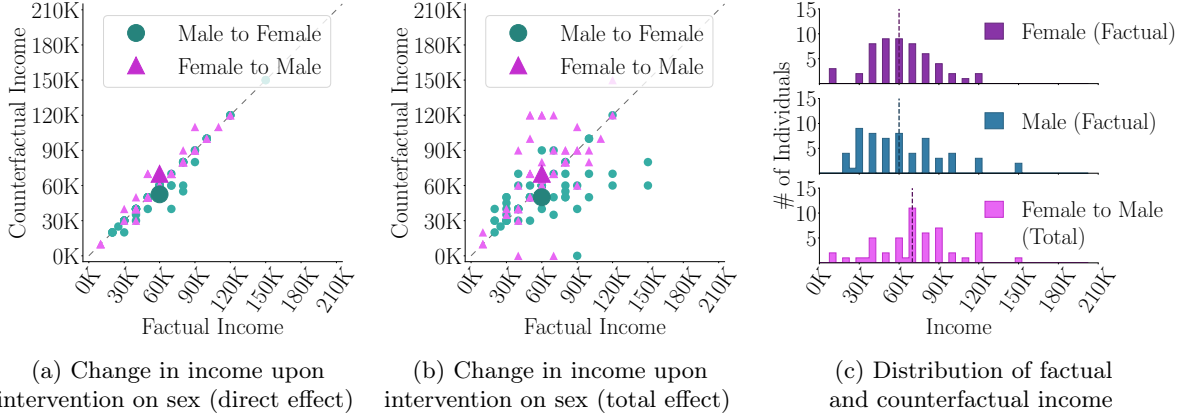 210K
180K
150K
120K
90K
60K
30K
0K
Counterfactual Income
Male to Female
Female to Male
0K
30K
60K
90K
120K
150K
180K
210K
Factual Income
(a) Change in income upon
intervention on sex (direct effect)
210K
180K
150K
120K
90K
60K
30K
0K
Counterfactual Income
Male to Female
Female to Male
0K
30K
60K
90K
120K
150K
180K
210K
Factual Income
(b) Change in income upon
intervention on sex (total effect)
# of Individuals
15
10
5
Female (Factual)
15
10
5
Male (Factual)
15
10
5
Female to Male
(Total)
0K
30K
60K
90K
120K
150K
180K
210K
Income
(c) Distribution of factual
and counterfactual income